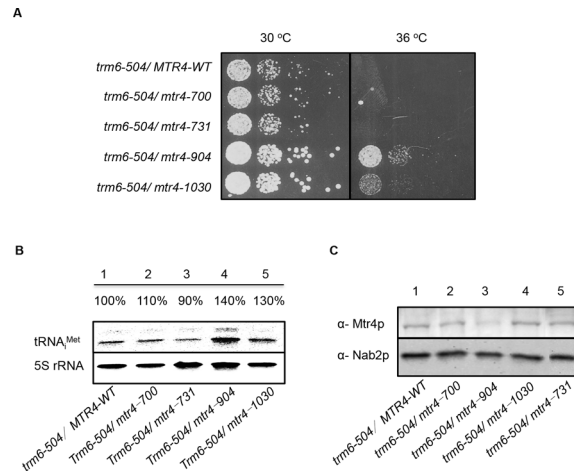 A
30 ºC 36 ºC
trm6-504/ MTR4-WT
trm6-504/ mtr4-700
trm6-504/ mtr4-731
trm6-504/ mtr4-904
trm6-504/ mtr4-1030
B
1 2 3 4 5
100% 110% 90% 140% 130%
tRNAiMet
5S rRNA
trm6-504/ MTR4-WT
Trm6-504/ mtr4-700
Trm6-504/ mtr4-731
Trm6-504/ mtr4-904
Trm6-504/ mtr4-1030
C
1 2 3 4 5
α- Mtr4p
α- Nab2p
trm6-504/ MTR4-WT
trm6-504/ mtr4-700
trm6-504/ mtr4-904
trm6-504/ mtr4-1030
trm6-504/ mtr4-731